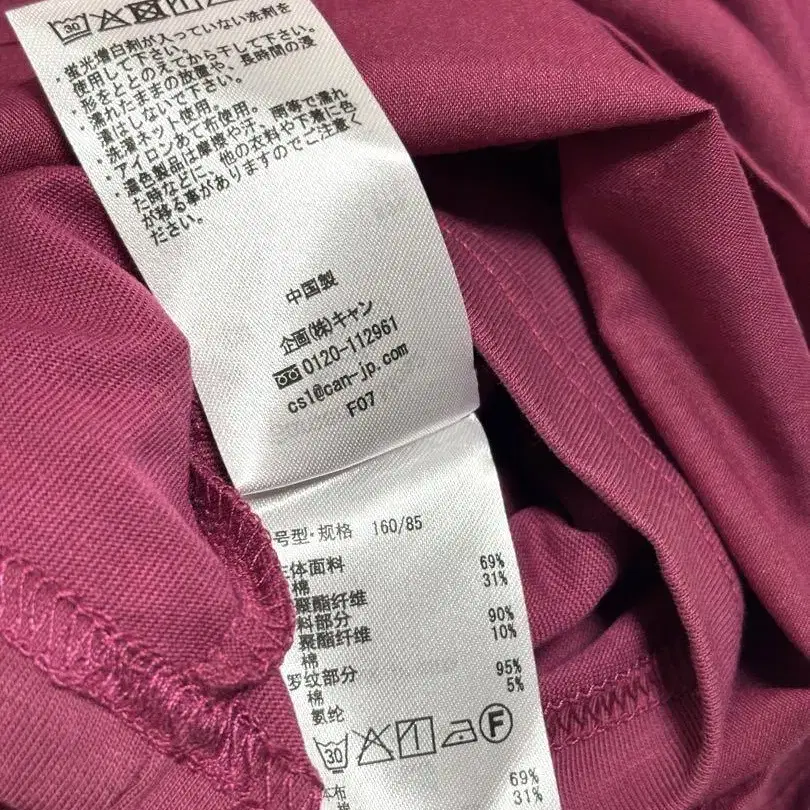 30
・蛍光増白剤が入っていない洗剤を
使用して下さい。
・形をととのえてから干して下さい。
・濡れたままの放置や、長時間の浸
漬はしないで下さい。
・洗濯ネット使用。
・アイロンあて布使用。
・濃色製品は摩擦や汗、雨等で濡れ
た時などに、他の衣料や下着に色
が移る事がありますのでご注意く
ださい。
中国製
企画(株)キャン
0120-112961
cs1@can-jp.com
F07
号型·规格 160/85
主体面料
棉 69%
聚酯纤维 31%
料部分
聚酯纤维 90%
棉 10%
罗纹部分
棉 95%
氨纶 5%
30 F
本布
棉 69%
31%